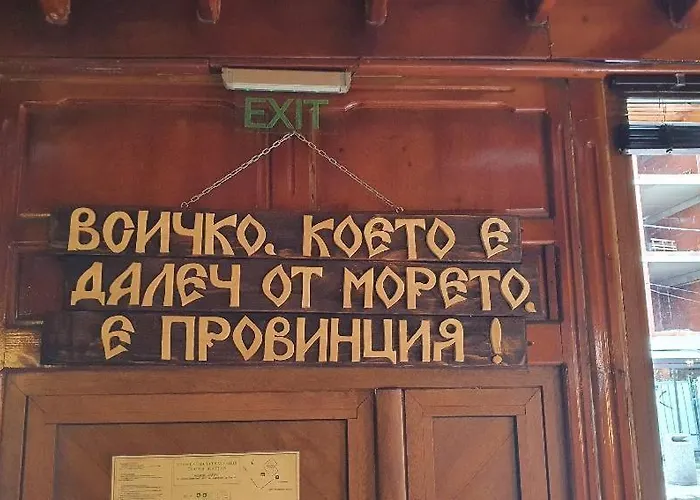 EXIT
ВСИЧКО, КОЕТО Е
ДАЛЕЧ ОТ МОРЕТО,
Е ПРОВИНЦИЯ!